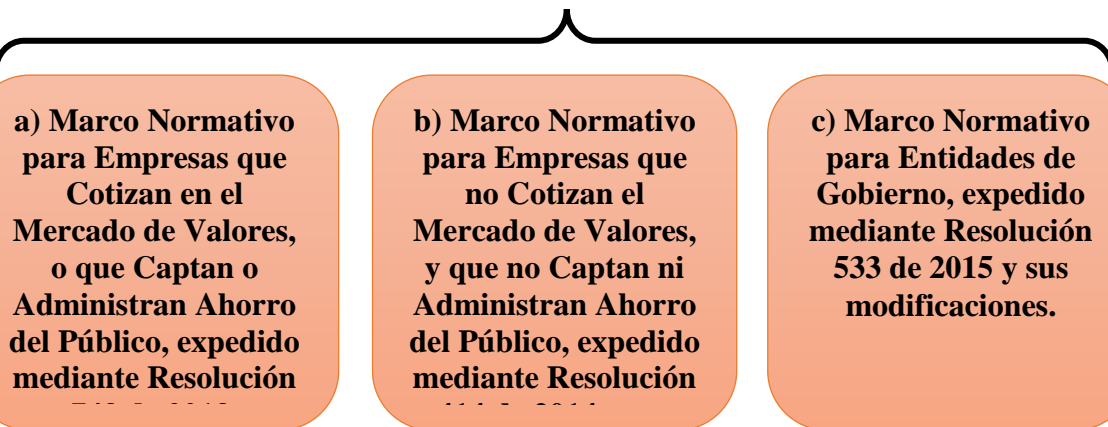 a) Marco Normativo
para Empresas que
Cotizan en el
Mercado de Valores,
o que Captan o
Administran Ahorro
del Público, expedido
mediante Resolución
b) Marco Normativo
para Empresas que
no Cotizan el
Mercado de Valores,
y que no Captan ni
Administran Ahorro
del Público, expedido
mediante Resolución
c) Marco Normativo
para Entidades de
Gobierno, expedido
mediante Resolución
533 de 2015 y sus
modificaciones.